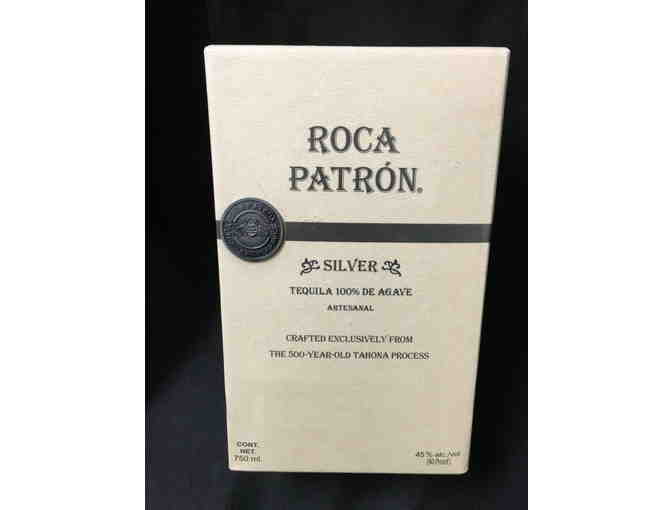 ROCA
PATRÓN®
SILVER
TEQUILA 100% DE AGAVE
ARTESANAL
CRAFTED EXCLUSIVELY FROM
THE 500-YEAR-OLD TAHONA PROCESS
CONT.
NET.
750 ml.
45% alc./vol
(90 Proof)